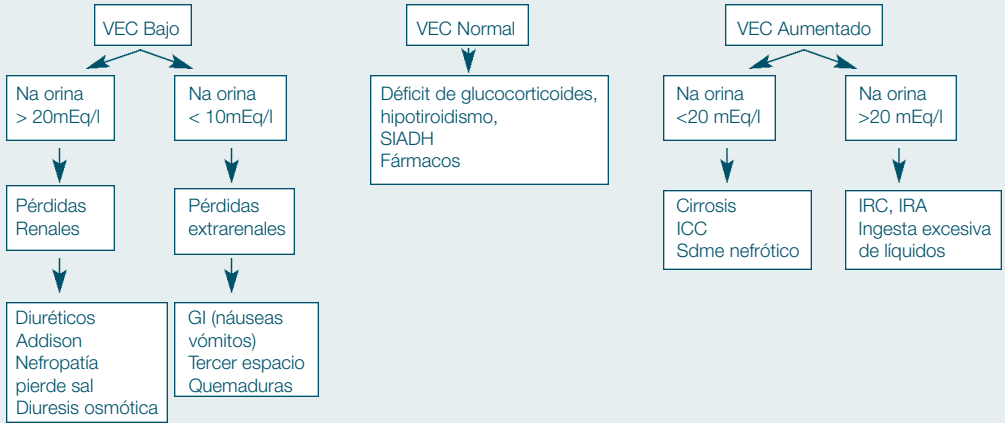 VEC Bajo
Na orina
> 20mEq/l
Na orina
< 10mEq/l
Pérdidas
Renales
Pérdidas
extrarenales
Diuréticos
Addison
Nefropatía
pierde sal
Diuresis osmótica
GI (náuseas
vómitos)
Tercer espacio
Quemaduras
VEC Normal
Déficit de glucocorticoides,
hipotiroidismo,
SIADH
Fármacos
VEC Aumentado
Na orina
<20 mEq/l
Na orina
>20 mEq/l
Cirrosis
ICC
Sdme nefrótico
IRC, IRA
Ingesta excesiva
de líquidos